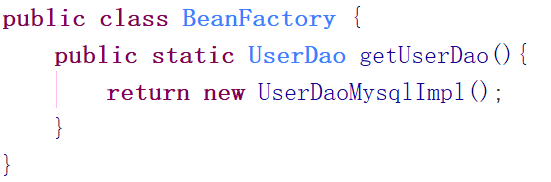 public class BeanFactory {
    public static UserDao getUserDao(){
        return new UserDaoMysqlImpl();
    }
}